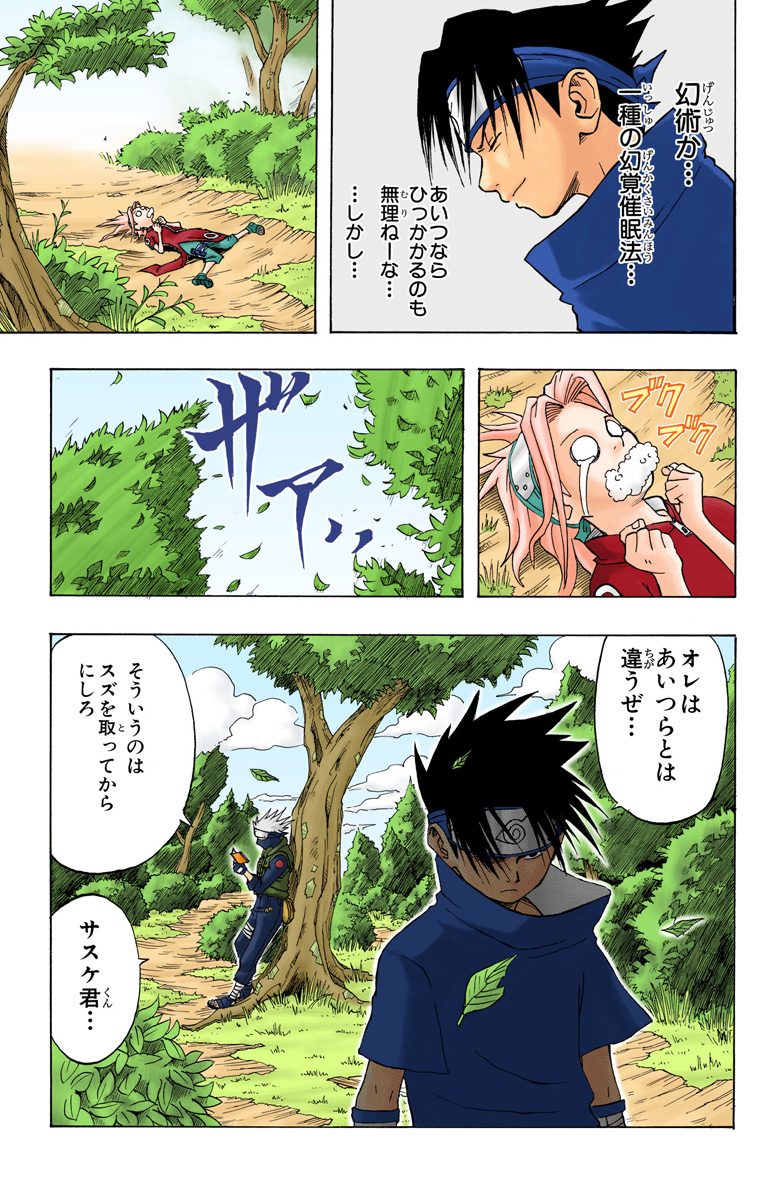 幻術か…
一種の幻覚催眠法…
あいつなら
ひっかかるのも
無理ねーな…
…しかし…
ブク
ブク
ザァァッ
オレは
あいつらとは
違うぜ…
そういうのは
スズを取ってから
にしろ
サスケ君…